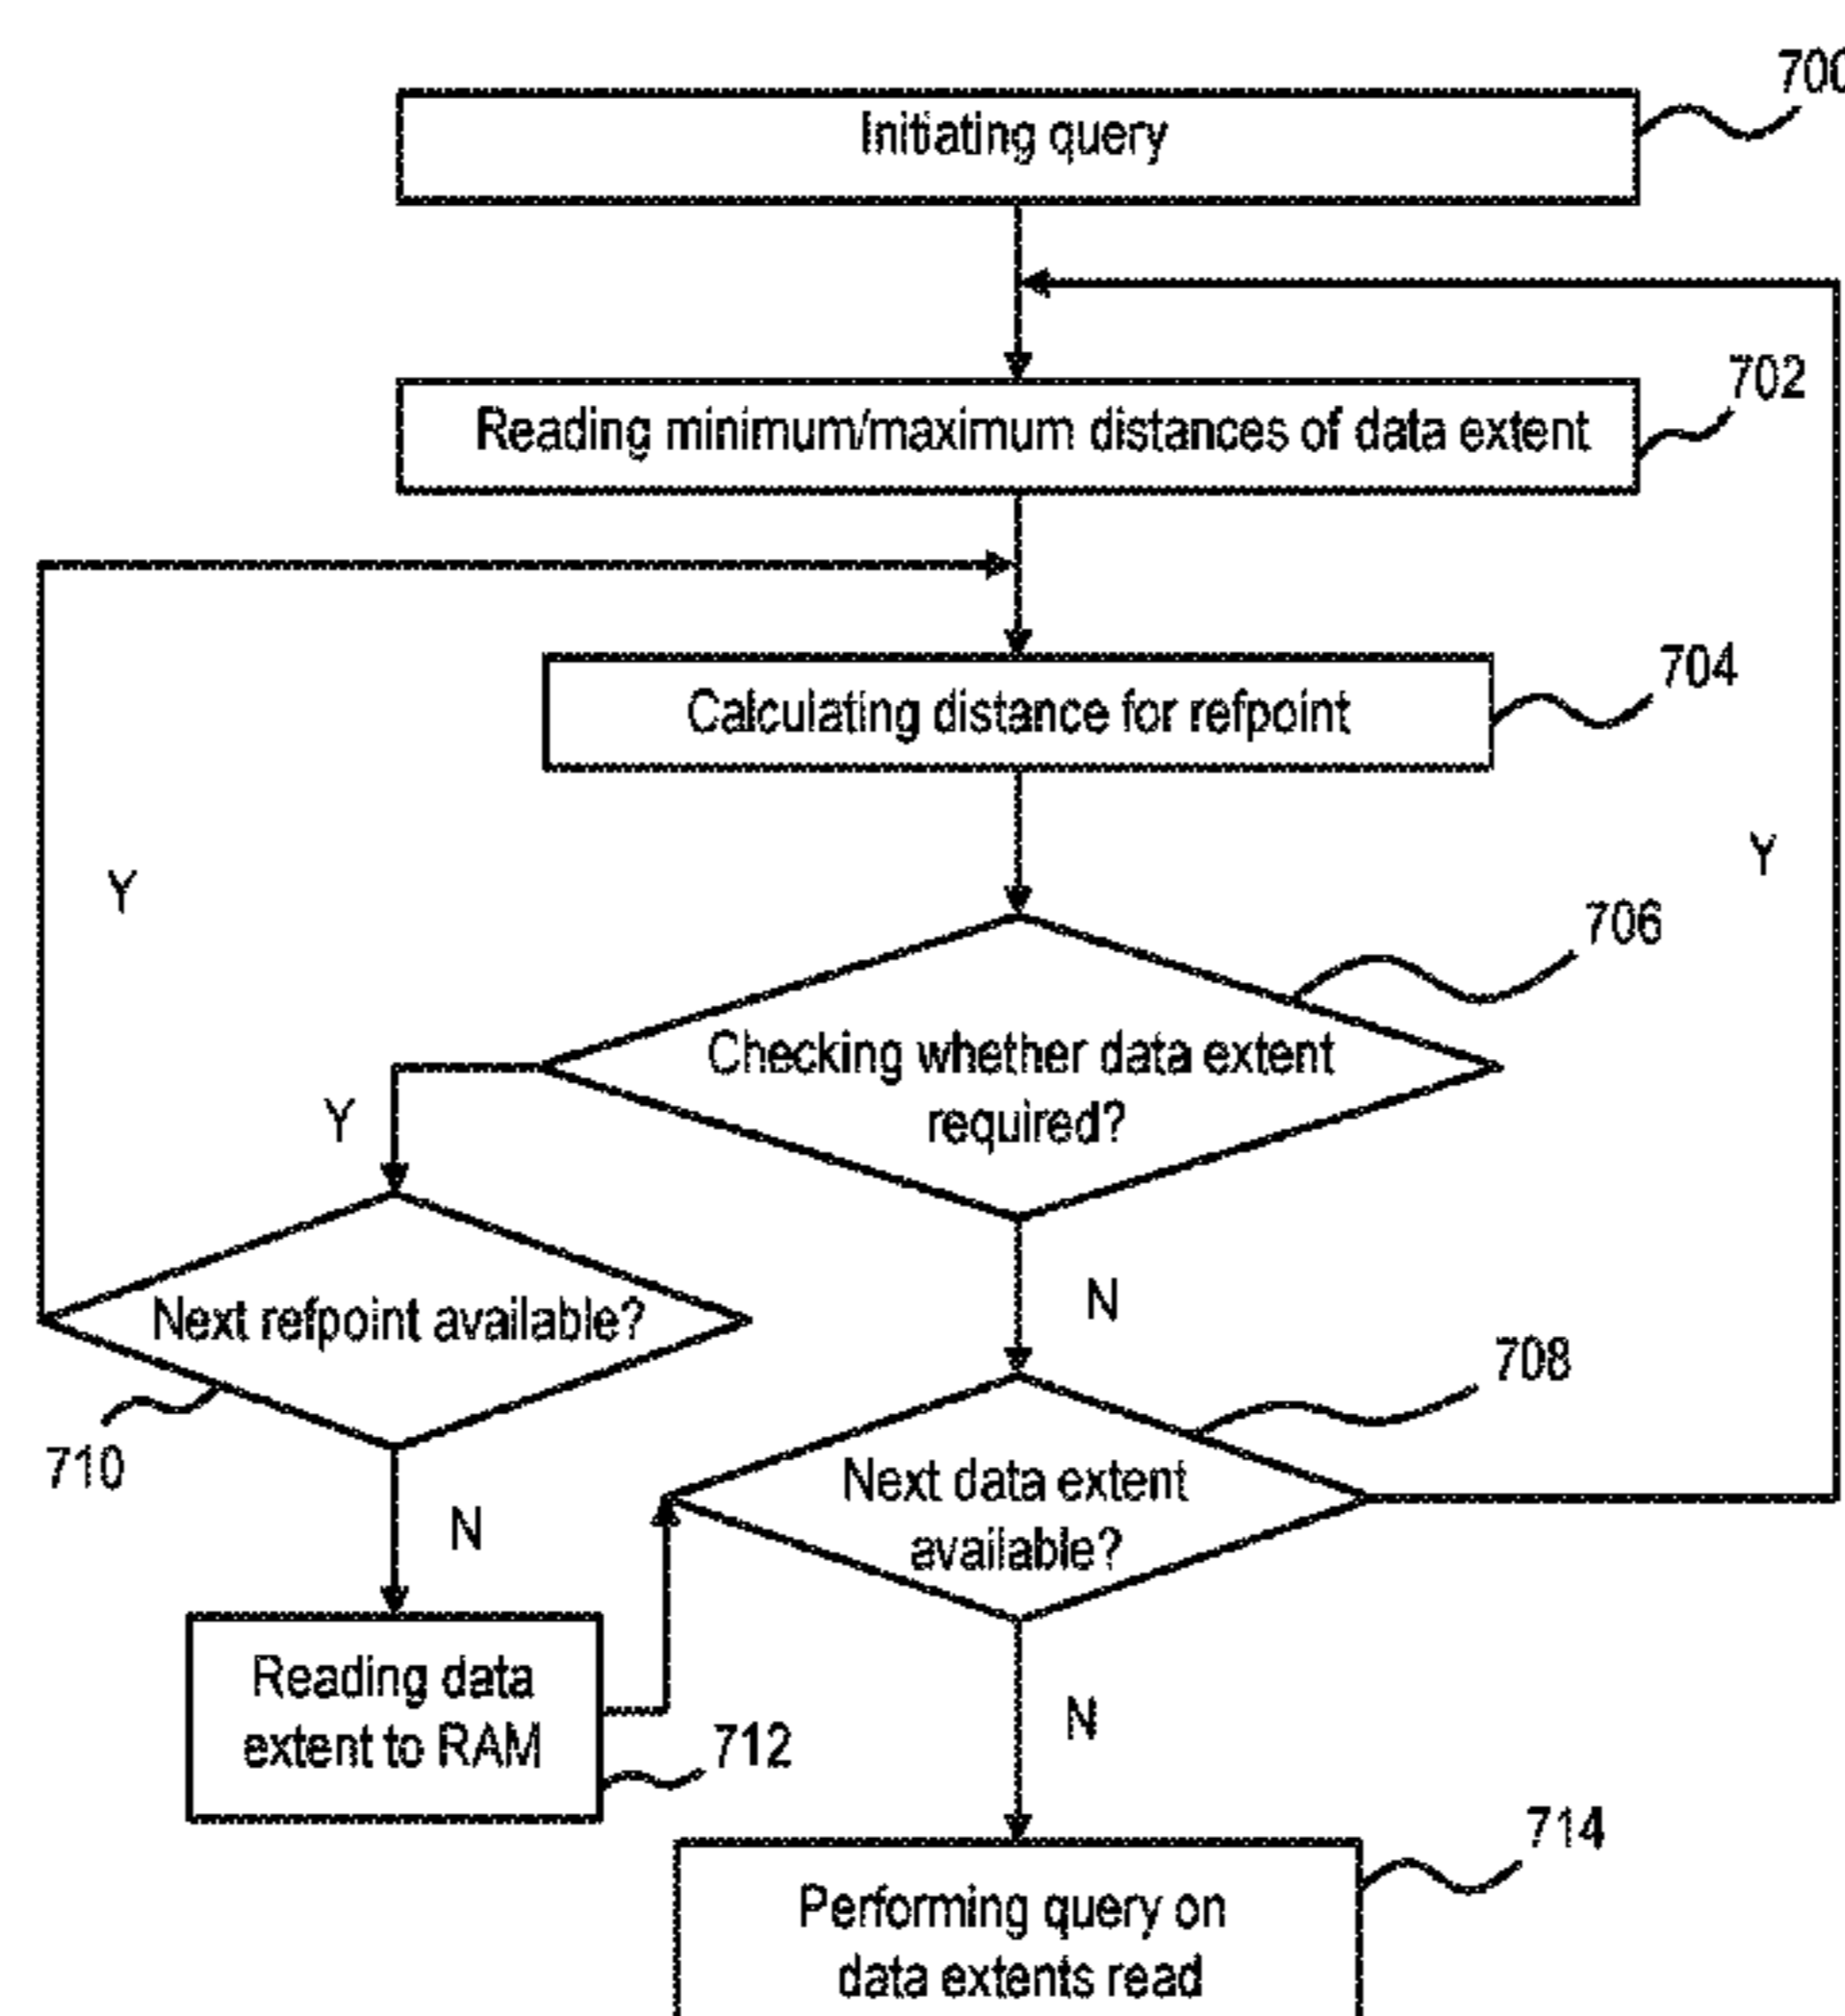 700
Initiating query
702
Reading minimum/maximum distances of data extent
704
Calculating distance for refpoint
Y
Y
706
Checking whether data extent
required?
Y
N
Next refpoint available?
708
710
Next data extent
available?
N
Reading data
extent to RAM
712
N
714
Performing query on
data extents read